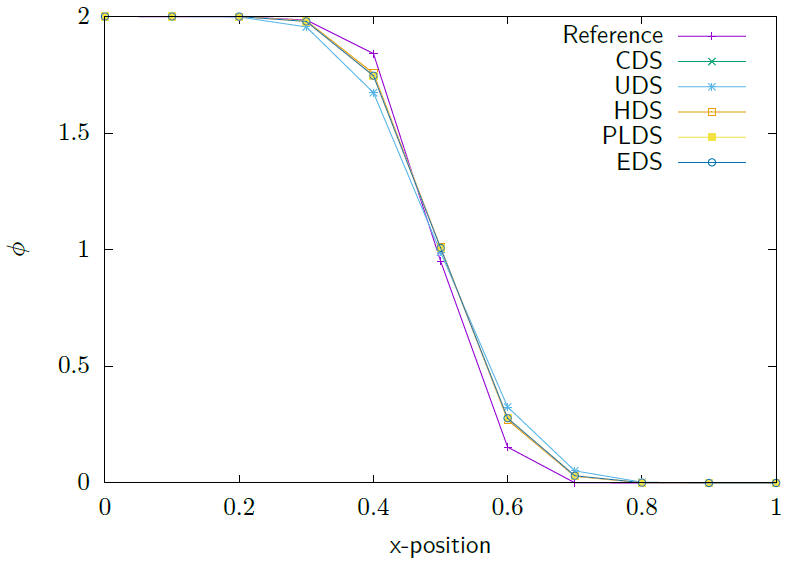 2
1.5
1
0.5
0
ϕ
Reference
CDS
UDS
HDS
PLDS
EDS
0 0.2 0.4 0.6 0.8 1
x-position